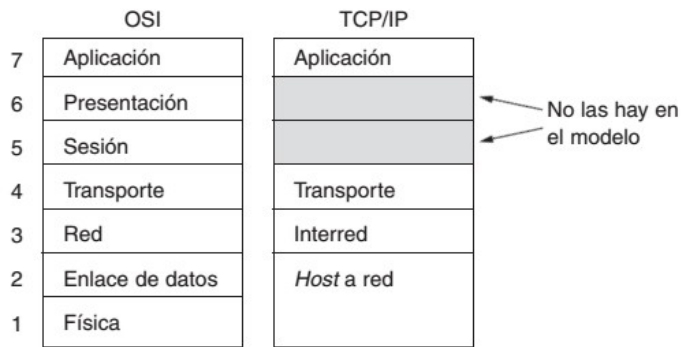 OSI TCP/IP
7 Aplicación Aplicación
6 Presentación
No las hay en
el modelo
5 Sesión
4 Transporte Transporte
3 Red Interred
2 Enlace de datos Host a red
1 Física